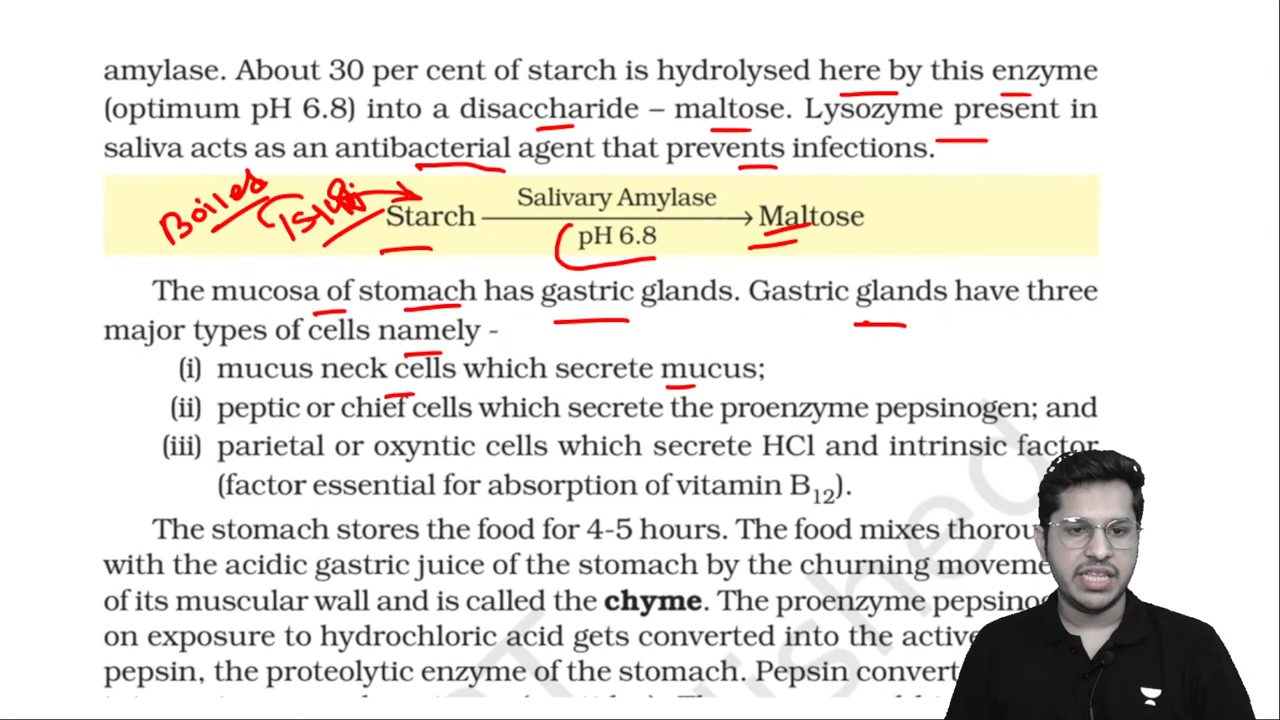 amylase. About 30 per cent of starch is hydrolysed here by this enzyme
(optimum pH 6.8) into a disaccharide – maltose. Lysozyme present in
saliva acts as an antibacterial agent that prevents infections.
Boiled
Starch Salivary Amylase Maltose
pH 6.8
The mucosa of stomach has gastric glands. Gastric glands have three
major types of cells namely -
(i) mucus neck cells which secrete mucus;
(ii) peptic or chief cells which secrete the proenzyme pepsinogen; and
(iii) parietal or oxyntic cells which secrete HCl and intrinsic factor
(factor essential for absorption of vitamin B12).
The stomach stores the food for 4-5 hours. The food mixes thorou
with the acidic gastric juice of the stomach by the churning moveme
of its muscular wall and is called the chyme. The proenzyme pepsino
on exposure to hydrochloric acid gets converted into the active
pepsin, the proteolytic enzyme of the stomach. Pepsin convert